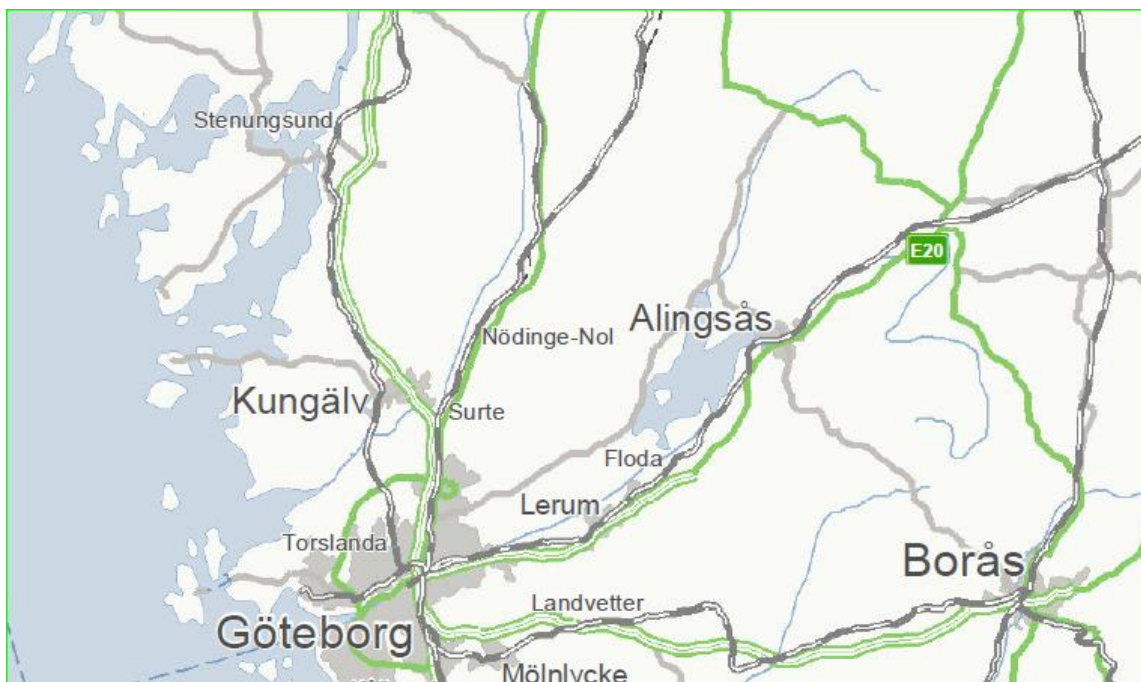 Stenungsund
E20
Alingsås
Nödinge-Nol
Kungälv
Surte
Floda
Lerum
Torslanda
Borås
Landvetter
Göteborg
Mölnlycke